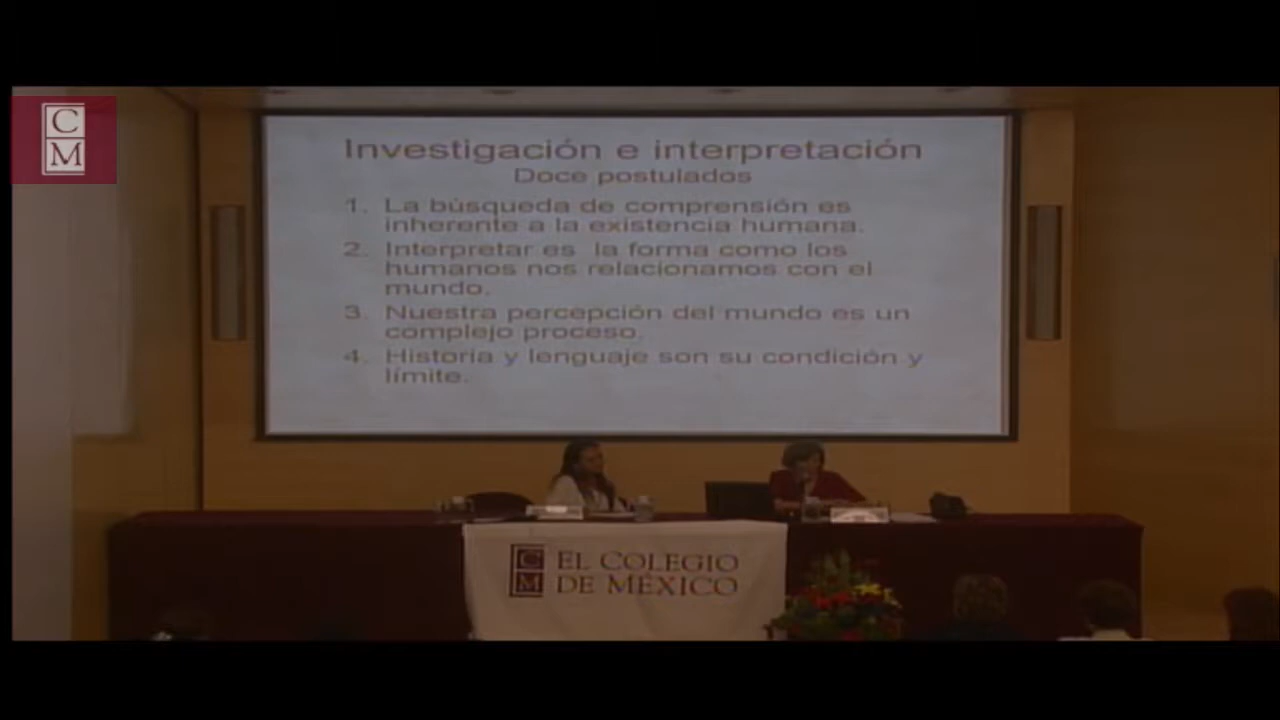 C
M
Investigación e interpretación
Doce postulados
1. La búsqueda de comprensión es
inherente a la existencia humana.
2. Interpretar es la forma como los
humanos nos relacionamos con el
mundo.
3. Nuestra percepción del mundo es un
complejo proceso.
4. Historia y lenguaje son su condición y
límite.
C
M
EL COLEGIO
DE MÉXICO